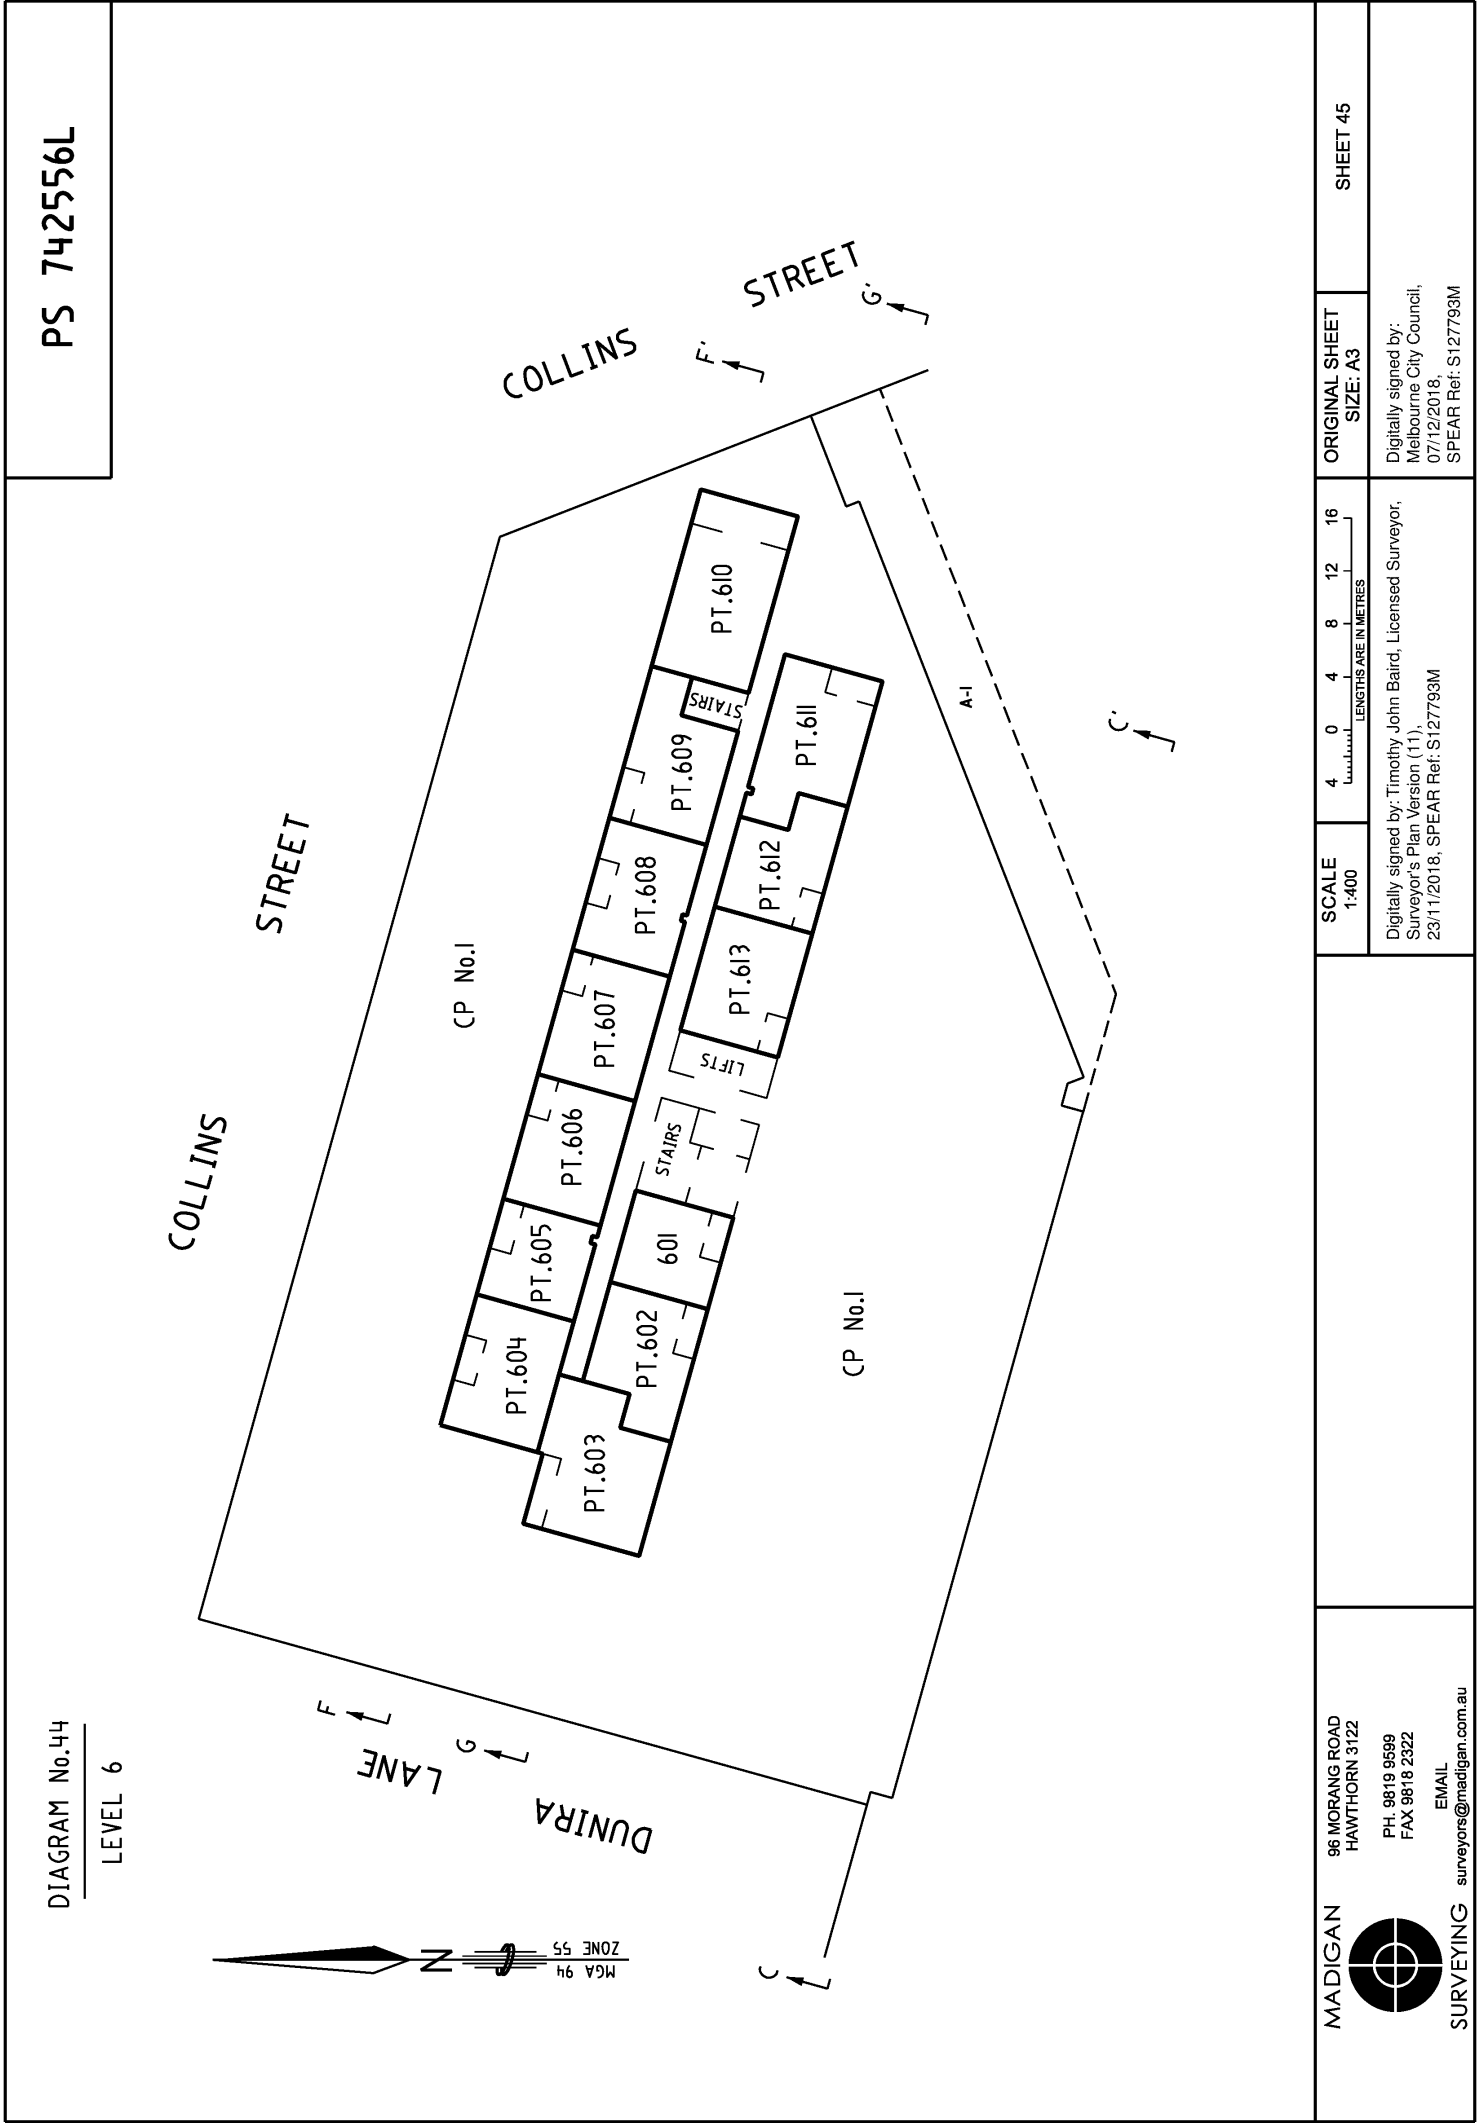 DIAGRAM No.44
LEVEL 6
PS 742556L
COLLINS
STREET
COLLINS
STREET
LANE
DUNIRA
F
G
C
F'
G'
C'
N
MGA 94
ZONE 55
CP No.1
CP No.1
A-1
PT.604
PT.605
PT.606
PT.607
PT.608
PT.609
PT.610
STAIRS
PT.603
PT.602
601
STAIRS
LIFTS
PT.613
PT.612
PT.611
MADIGAN
SURVEYING
96 MORANG ROAD
HAWTHORN 3122
PH. 9819 9599
FAX 9818 2322
EMAIL
surveyors@madigan.com.au
SCALE
1:400
4 0 4 8 12 16
LENGTHS ARE IN METRES
ORIGINAL SHEET
SIZE: A3
SHEET 45
Digitally signed by: Timothy John Baird, Licensed Surveyor,
Surveyor's Plan Version (11),
23/11/2018, SPEAR Ref: S127793M
Digitally signed by:
Melbourne City Council,
07/12/2018,
SPEAR Ref: S127793M